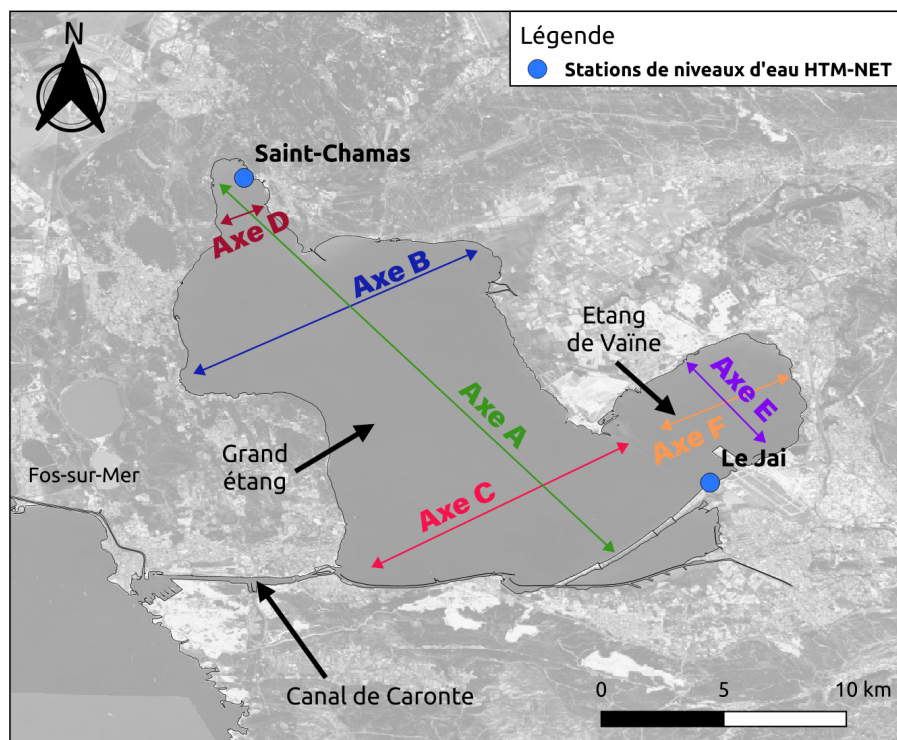 N
Légende
Stations de niveaux d'eau HTM-NET
Saint-Chamas
Axe D
Axe B
Etang
de Vaïne
Axe E
Axe A
Axe F
Grand
étang
Le Jai
Fos-sur-Mer
Axe C
Canal de Caronte
0
5
10 km